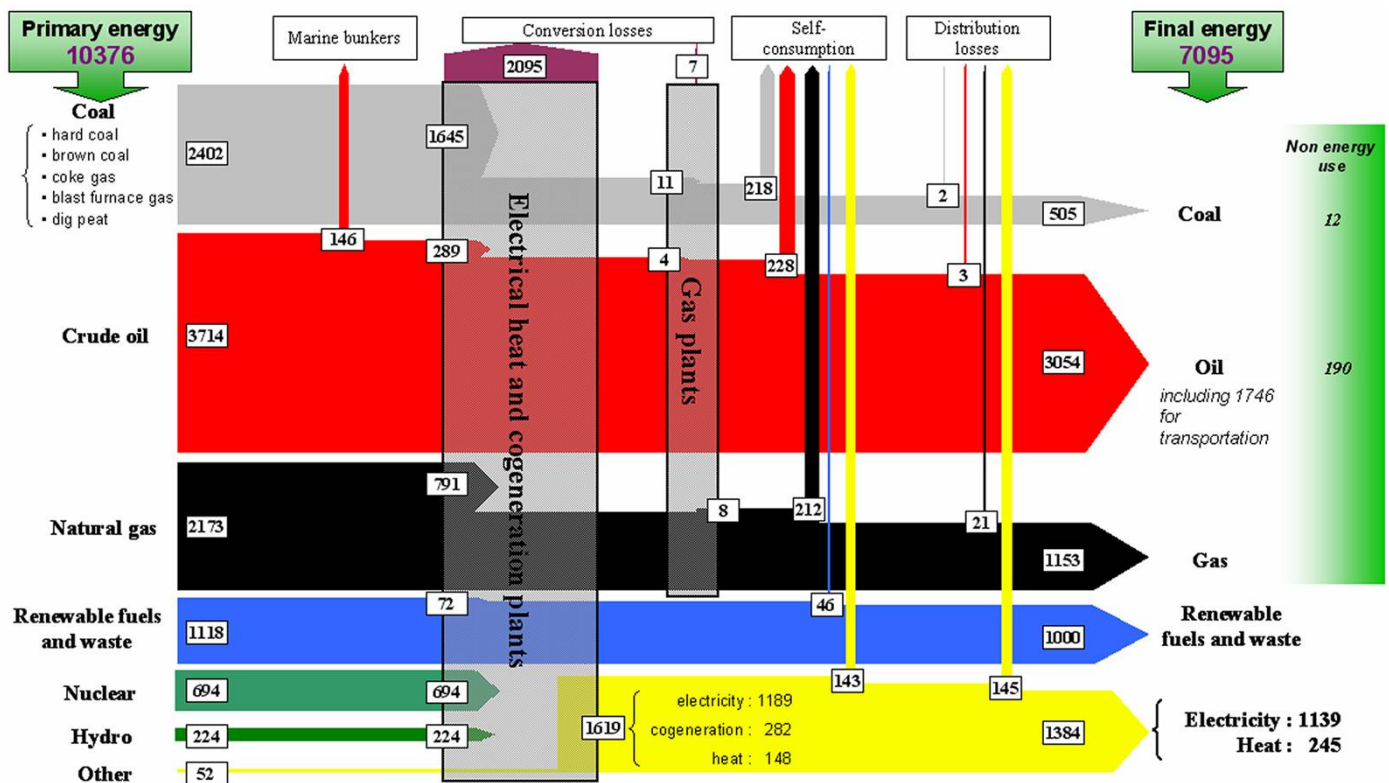 Primary energy
10376
Marine bunkers
Conversion losses
Self-
consumption
Distribution
losses
Final energy
7095
2095
7
Coal
▪ hard coal
▪ brown coal
▪ coke gas
▪ blast furnace gas
▪ dig peat
2402
1645
11
218
2
505
Coal
Non energy
use
12
146
289
4
228
3
Crude oil
3714
3054
Oil
including 1746
for
transportation
190
Electrical heat and cogeneration plants
Gas plants
791
8
212
21
Natural gas
2173
1153
Gas
72
46
Renewable fuels
and waste
1118
1000
Renewable
fuels and waste
Nuclear
694
694
143
145
Hydro
224
224
1619
electricity : 1189
cogeneration : 282
heat : 148
1384
Electricity : 1139
Heat : 245
Other
52